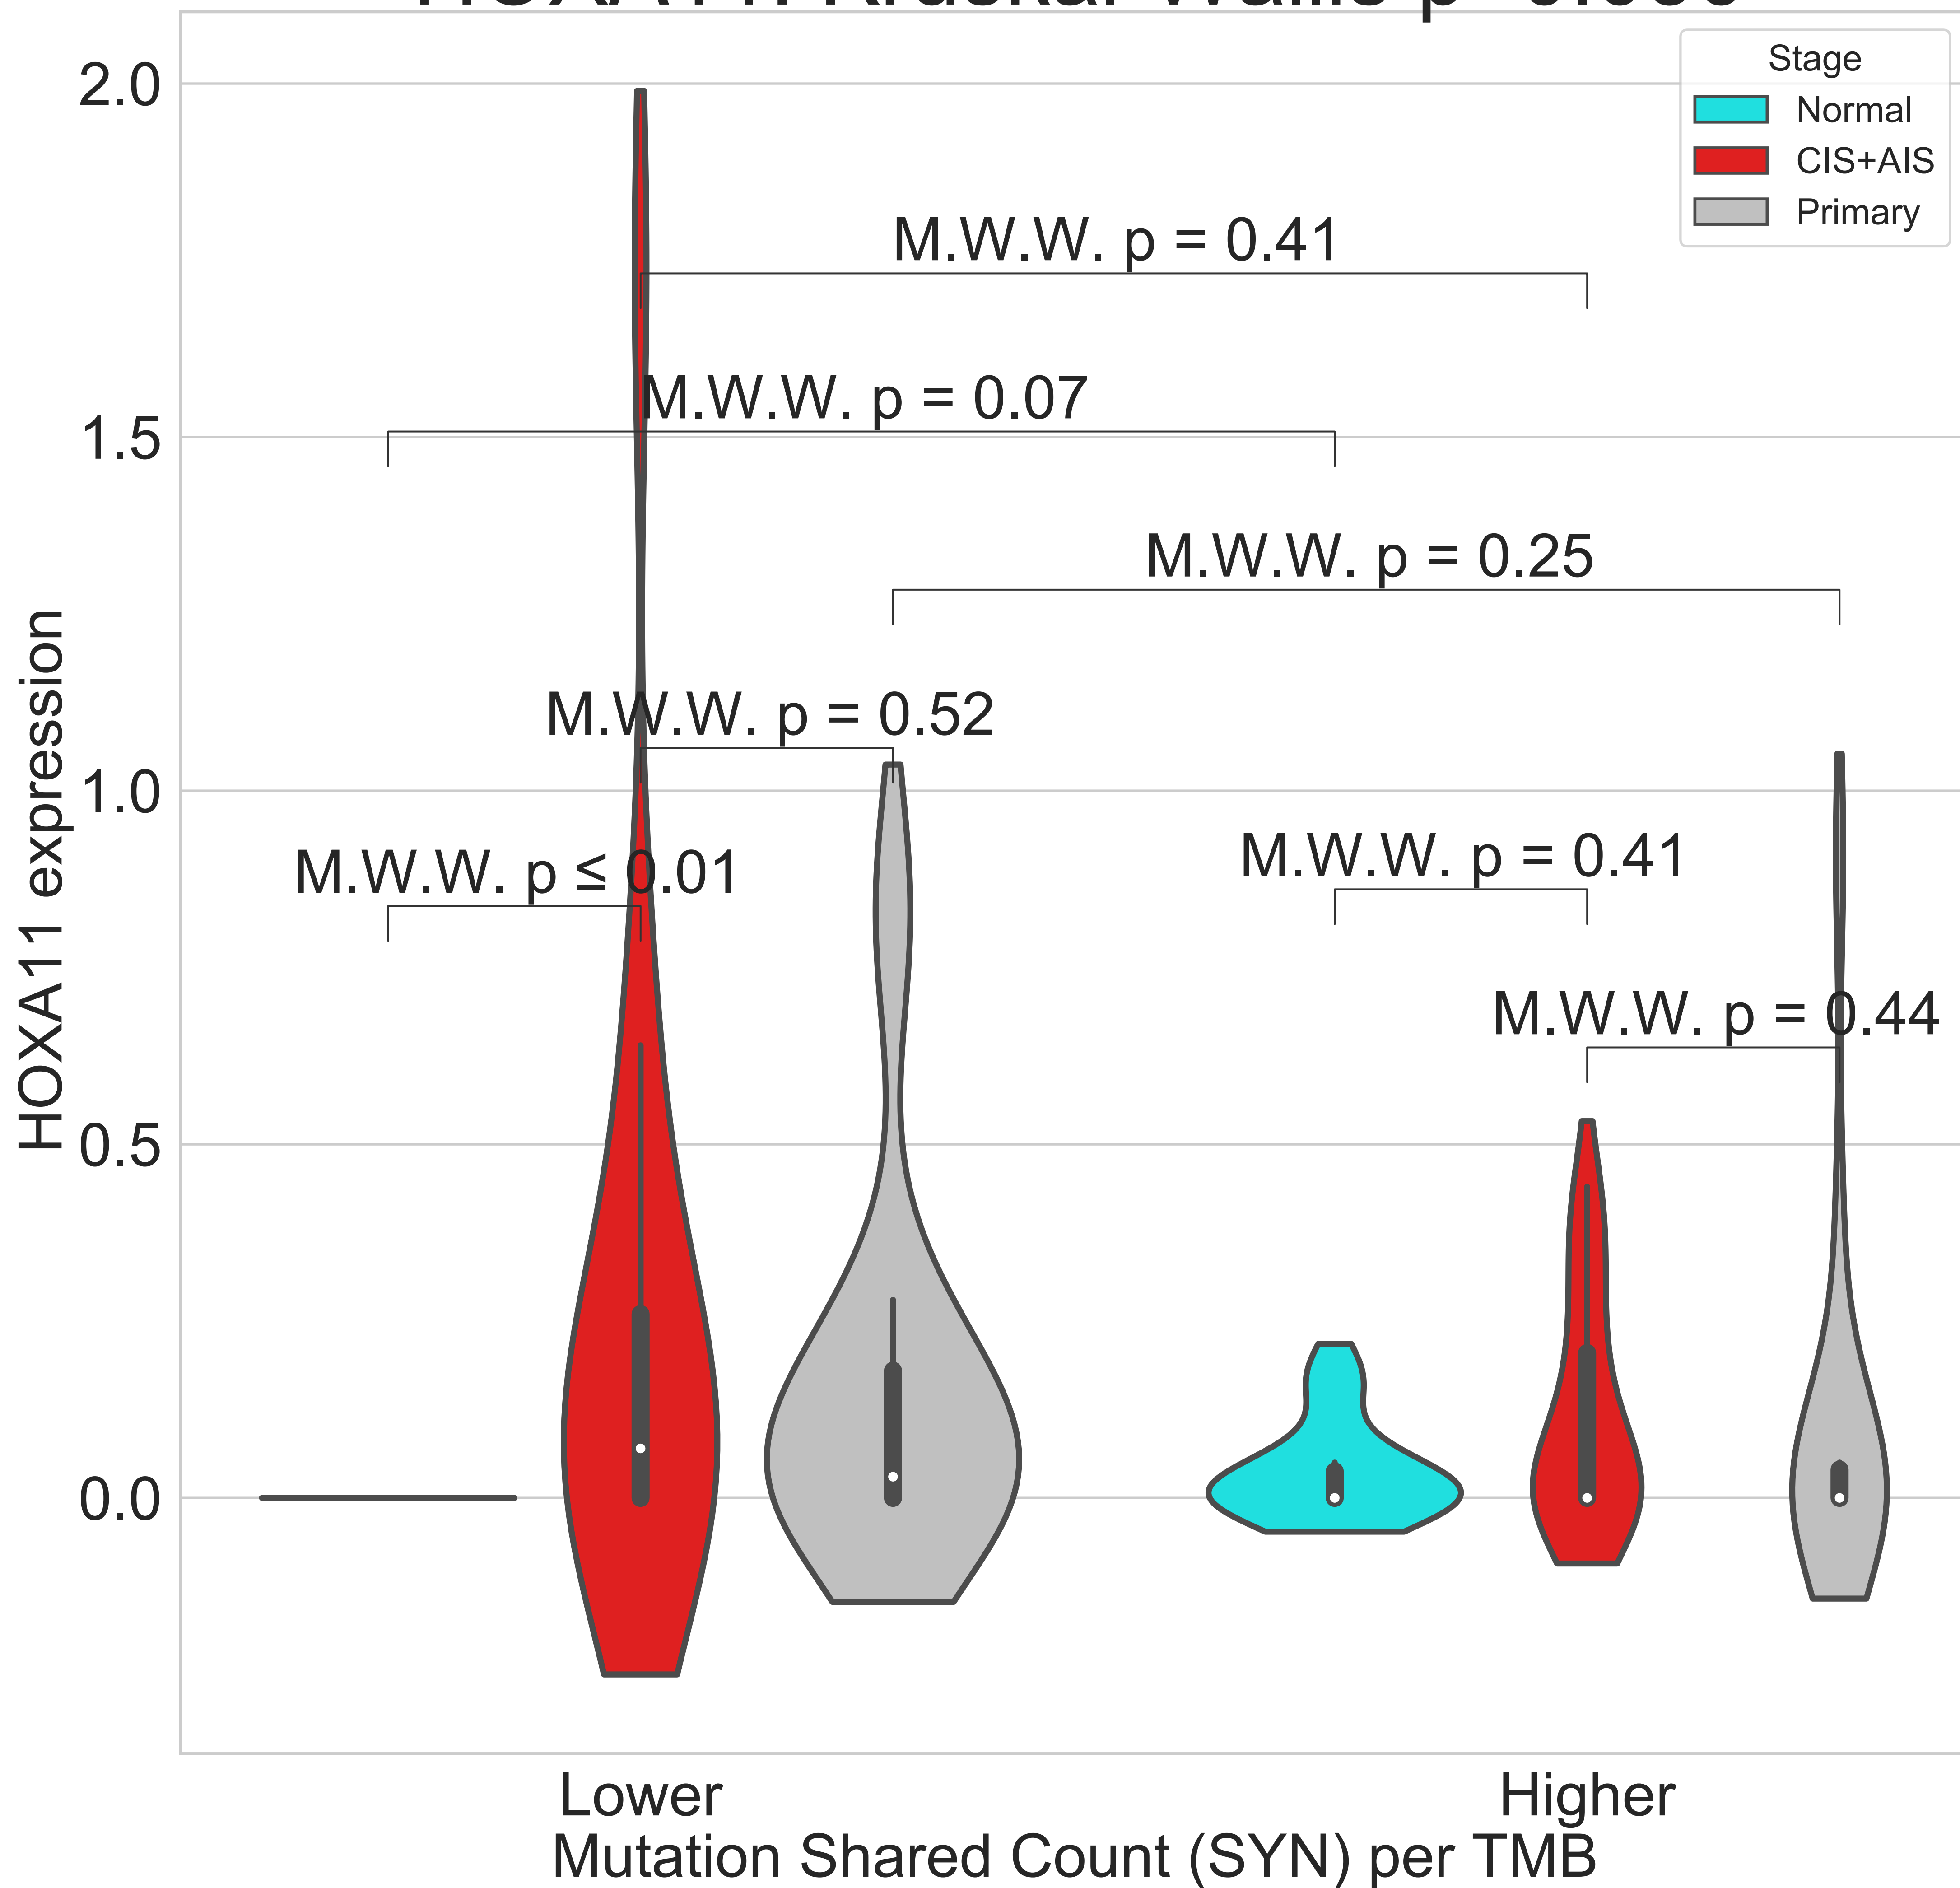 Stage
Normal
CIS+AIS
Primary
2.0
1.5
1.0
0.5
0.0
HOXA11 expression
M.W.W. p = 0.41
M.W.W. p = 0.07
M.W.W. p = 0.25
M.W.W. p = 0.52
M.W.W. p ≤ 0.01
M.W.W. p = 0.41
M.W.W. p = 0.44
Lower
Higher
Mutation Shared Count (SYN) per TMB